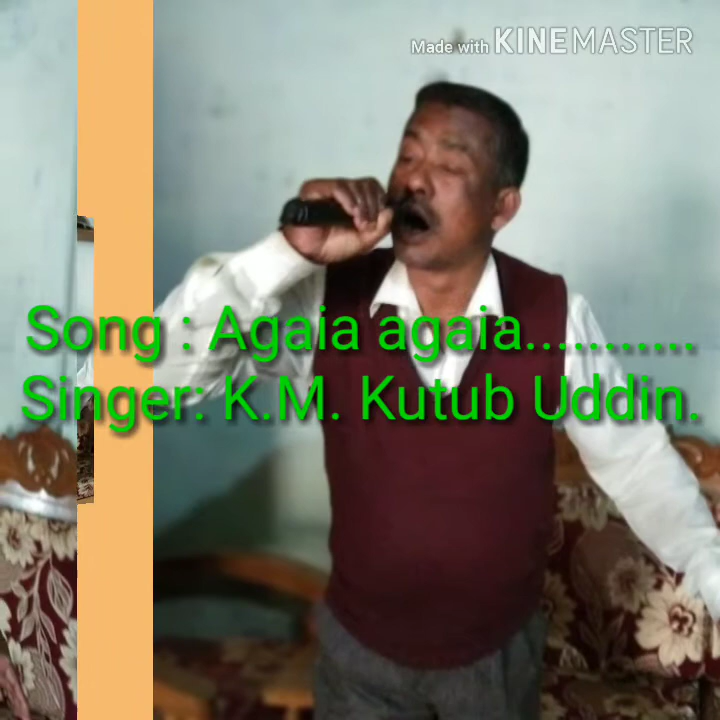 Made with KINEMASTER
Song : Agaia agaia...........
Singer: K.M. Kutub Uddin.